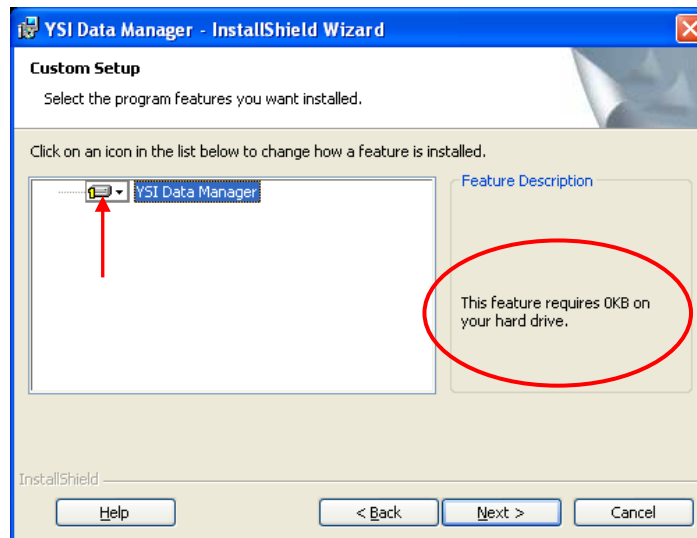 YSI Data Manager - InstallShield Wizard
Custom Setup
Select the program features you want installed.
Click on an icon in the list below to change how a feature is installed.
YSI Data Manager
Feature Description
This feature requires 0KB on
your hard drive.
InstallShield
Help
< Back
Next >
Cancel